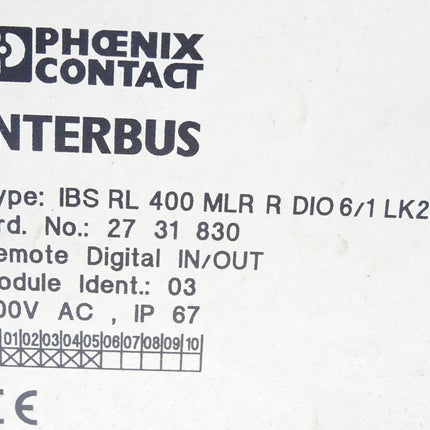 PHŒNIX
CONTACT
NTERBUS
ype: IBS RL 400 MLR R DIO 6/1 LK2
rd. No.: 27 31 830
emote Digital IN/OUT
odule Ident.: 03
00V AC , IP 67
01 02 03 04 05 06 07 08 09 10
CE